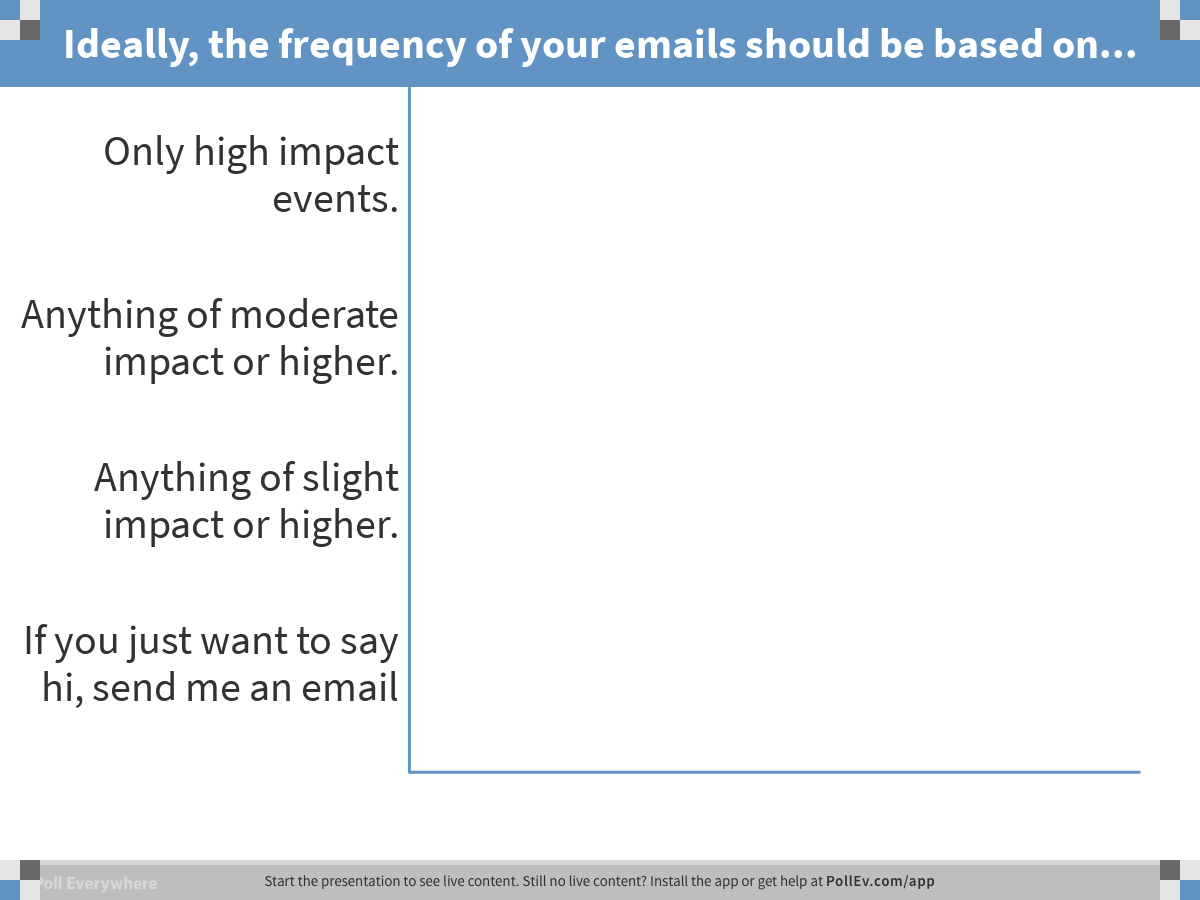 Ideally, the frequency of your emails should be based on...
Only high impact
events.
Anything of moderate
impact or higher.
Anything of slight
impact or higher.
If you just want to say
hi, send me an email
Poll Everywhere
Start the presentation to see live content. Still no live content? Install the app or get help at PollEv.com/app